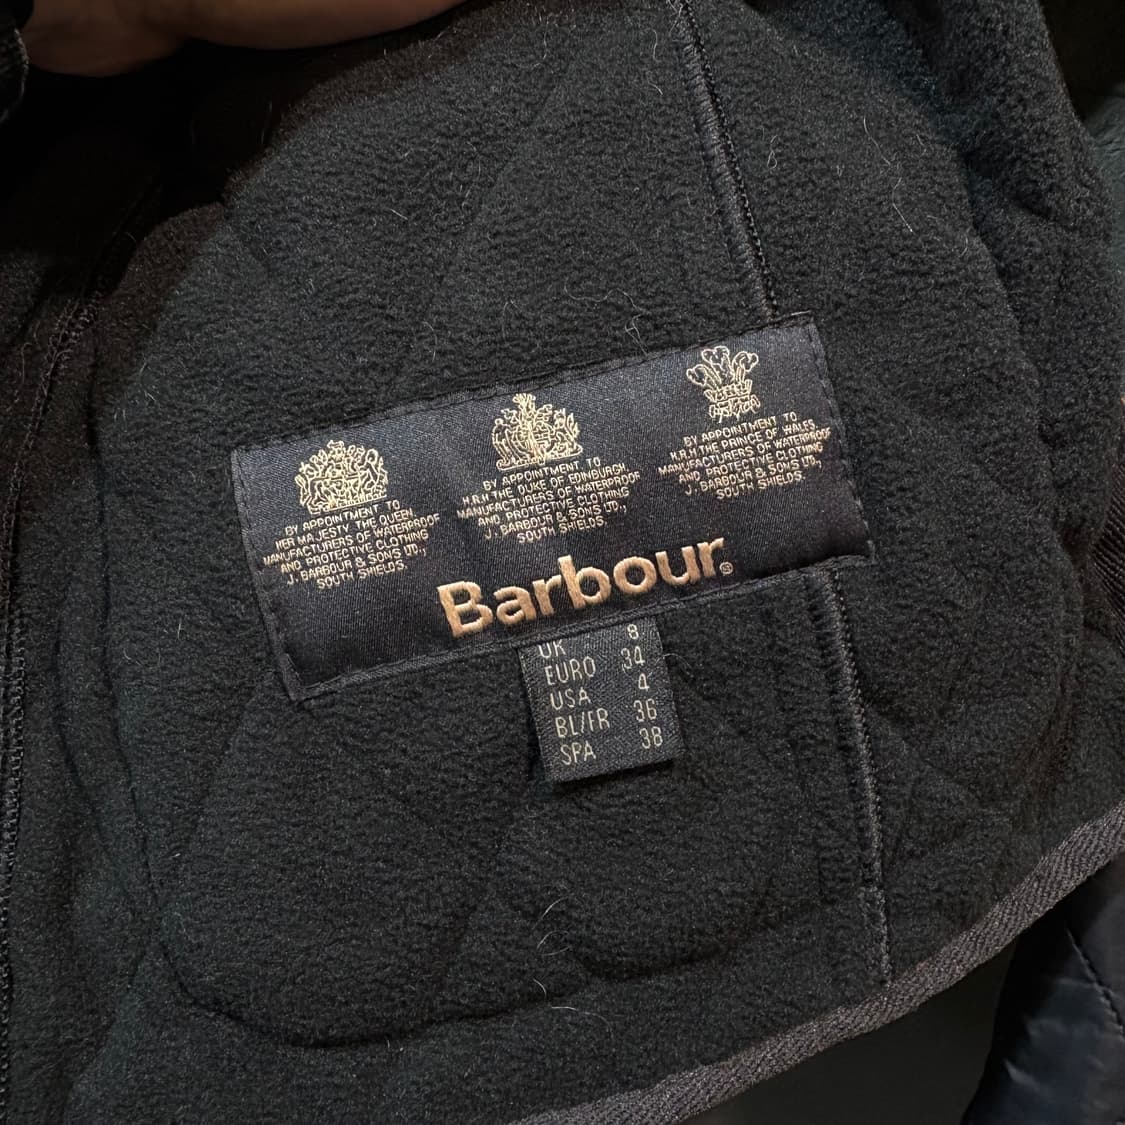 BY APPOINTMENT TO
HER MAJESTY THE QUEEN
MANUFACTURERS OF WATERPROOF
AND PROTECTIVE CLOTHING
J. BARBOUR & SONS LTD.,
SOUTH SHIELDS.
BY APPOINTMENT TO
H.R.H THE DUKE OF EDINBURGH
MANUFACTURERS OF WATERPROOF
AND PROTECTIVE CLOTHING
J. BARBOUR & SONS LTD.,
SOUTH SHIELDS.
BY APPOINTMENT TO
H.R.H THE PRINCE OF WALES
MANUFACTURERS OF WATERPROOF
AND PROTECTIVE CLOTHING
J. BARBOUR & SONS LTD.,
SOUTH SHIELDS.
Barbour®
UK 8
EURO 34
USA 4
BL/FR 36
SPA 38